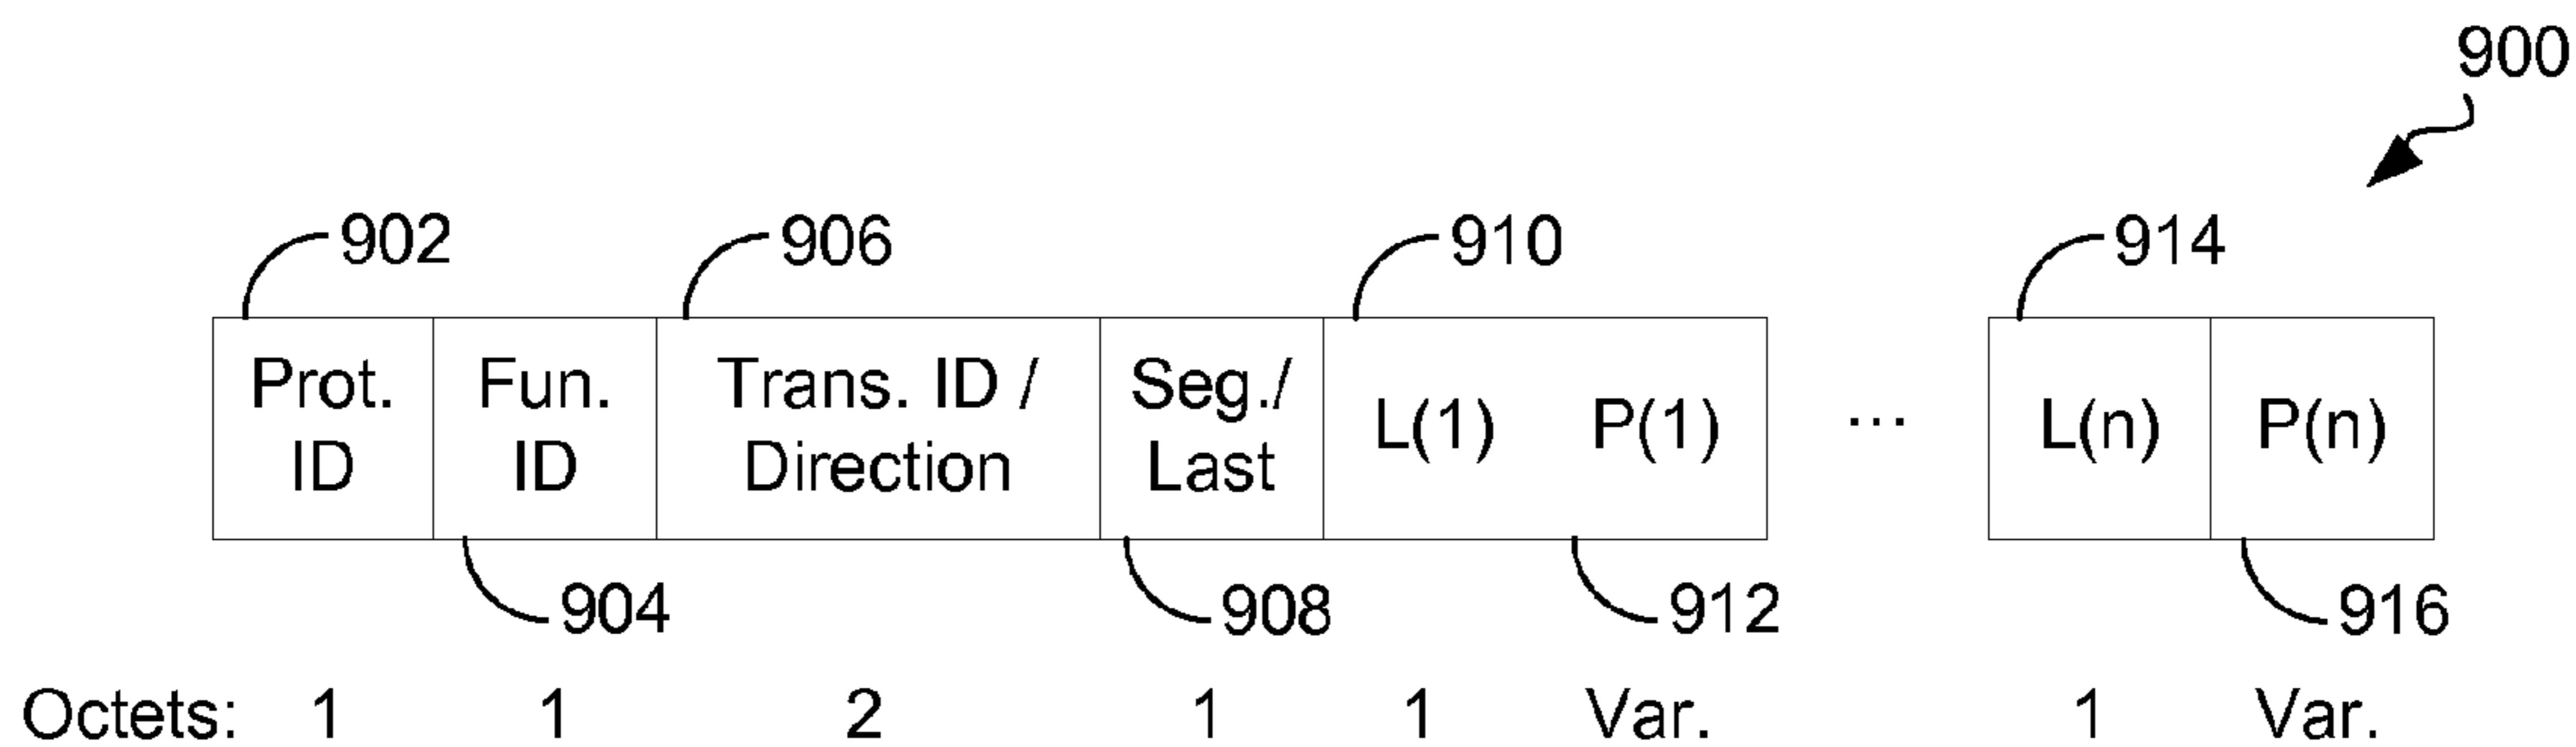 900
902 906 910 914
Prot. Fun. Trans. ID / Seg./
ID ID Direction Last
L(1) P(1) ... L(n) P(n)
904 908 912 916
Octets: 1 1 2 1 1 Var. 1 Var.